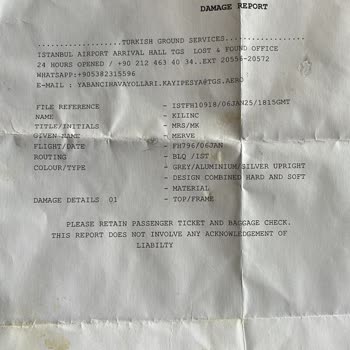 DAMAGE REPORT
...................TURKISH GROUND SERVICES..................
ISTANBUL AIRPORT ARRIVAL HALL TGS LOST & FOUND OFFICE
24 HOURS OPENED / +90 212 463 40 34..EXT 20556-20572
WHATSAPP:+905382315596
E-MAIL : YABANCIHAVAYOLLARI.KAYIPESYA@TGS.AERO
FILE REFERENCE - ISTFH10918/06JAN25/1815GMT
NAME - KILINC
TITLE/INITIALS - MRS/MK
GIVEN NAME - MERVE
FLIGHT/DATE - FH796/06JAN
ROUTING - BLQ /IST
COLOUR/TYPE - GREY/ALUMINIUM/SILVER UPRIGHT
- DESIGN COMBINED HARD AND SOFT
- MATERIAL
DAMAGE DETAILS 01 - TOP/FRAME
PLEASE RETAIN PASSENGER TICKET AND BAGGAGE CHECK.
THIS REPORT DOES NOT INVOLVE ANY ACKNOWLEDGEMENT OF
LIABILTY